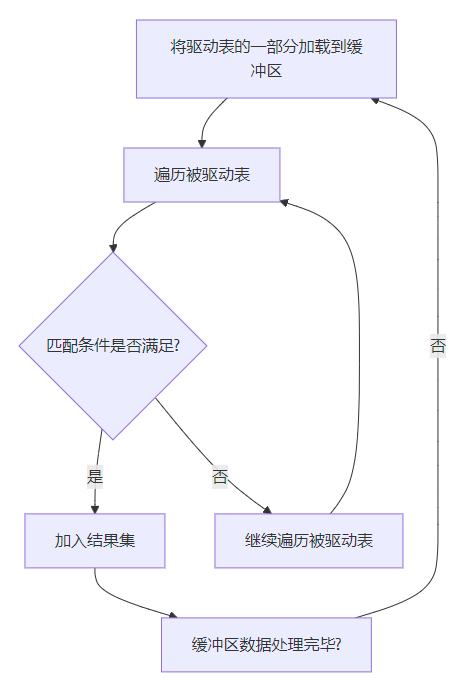 将驱动表的一部分加载到缓
冲区
遍历被驱动表
匹配条件是否满足?
否
是
否
加入结果集
继续遍历被驱动表
缓冲区数据处理完毕?